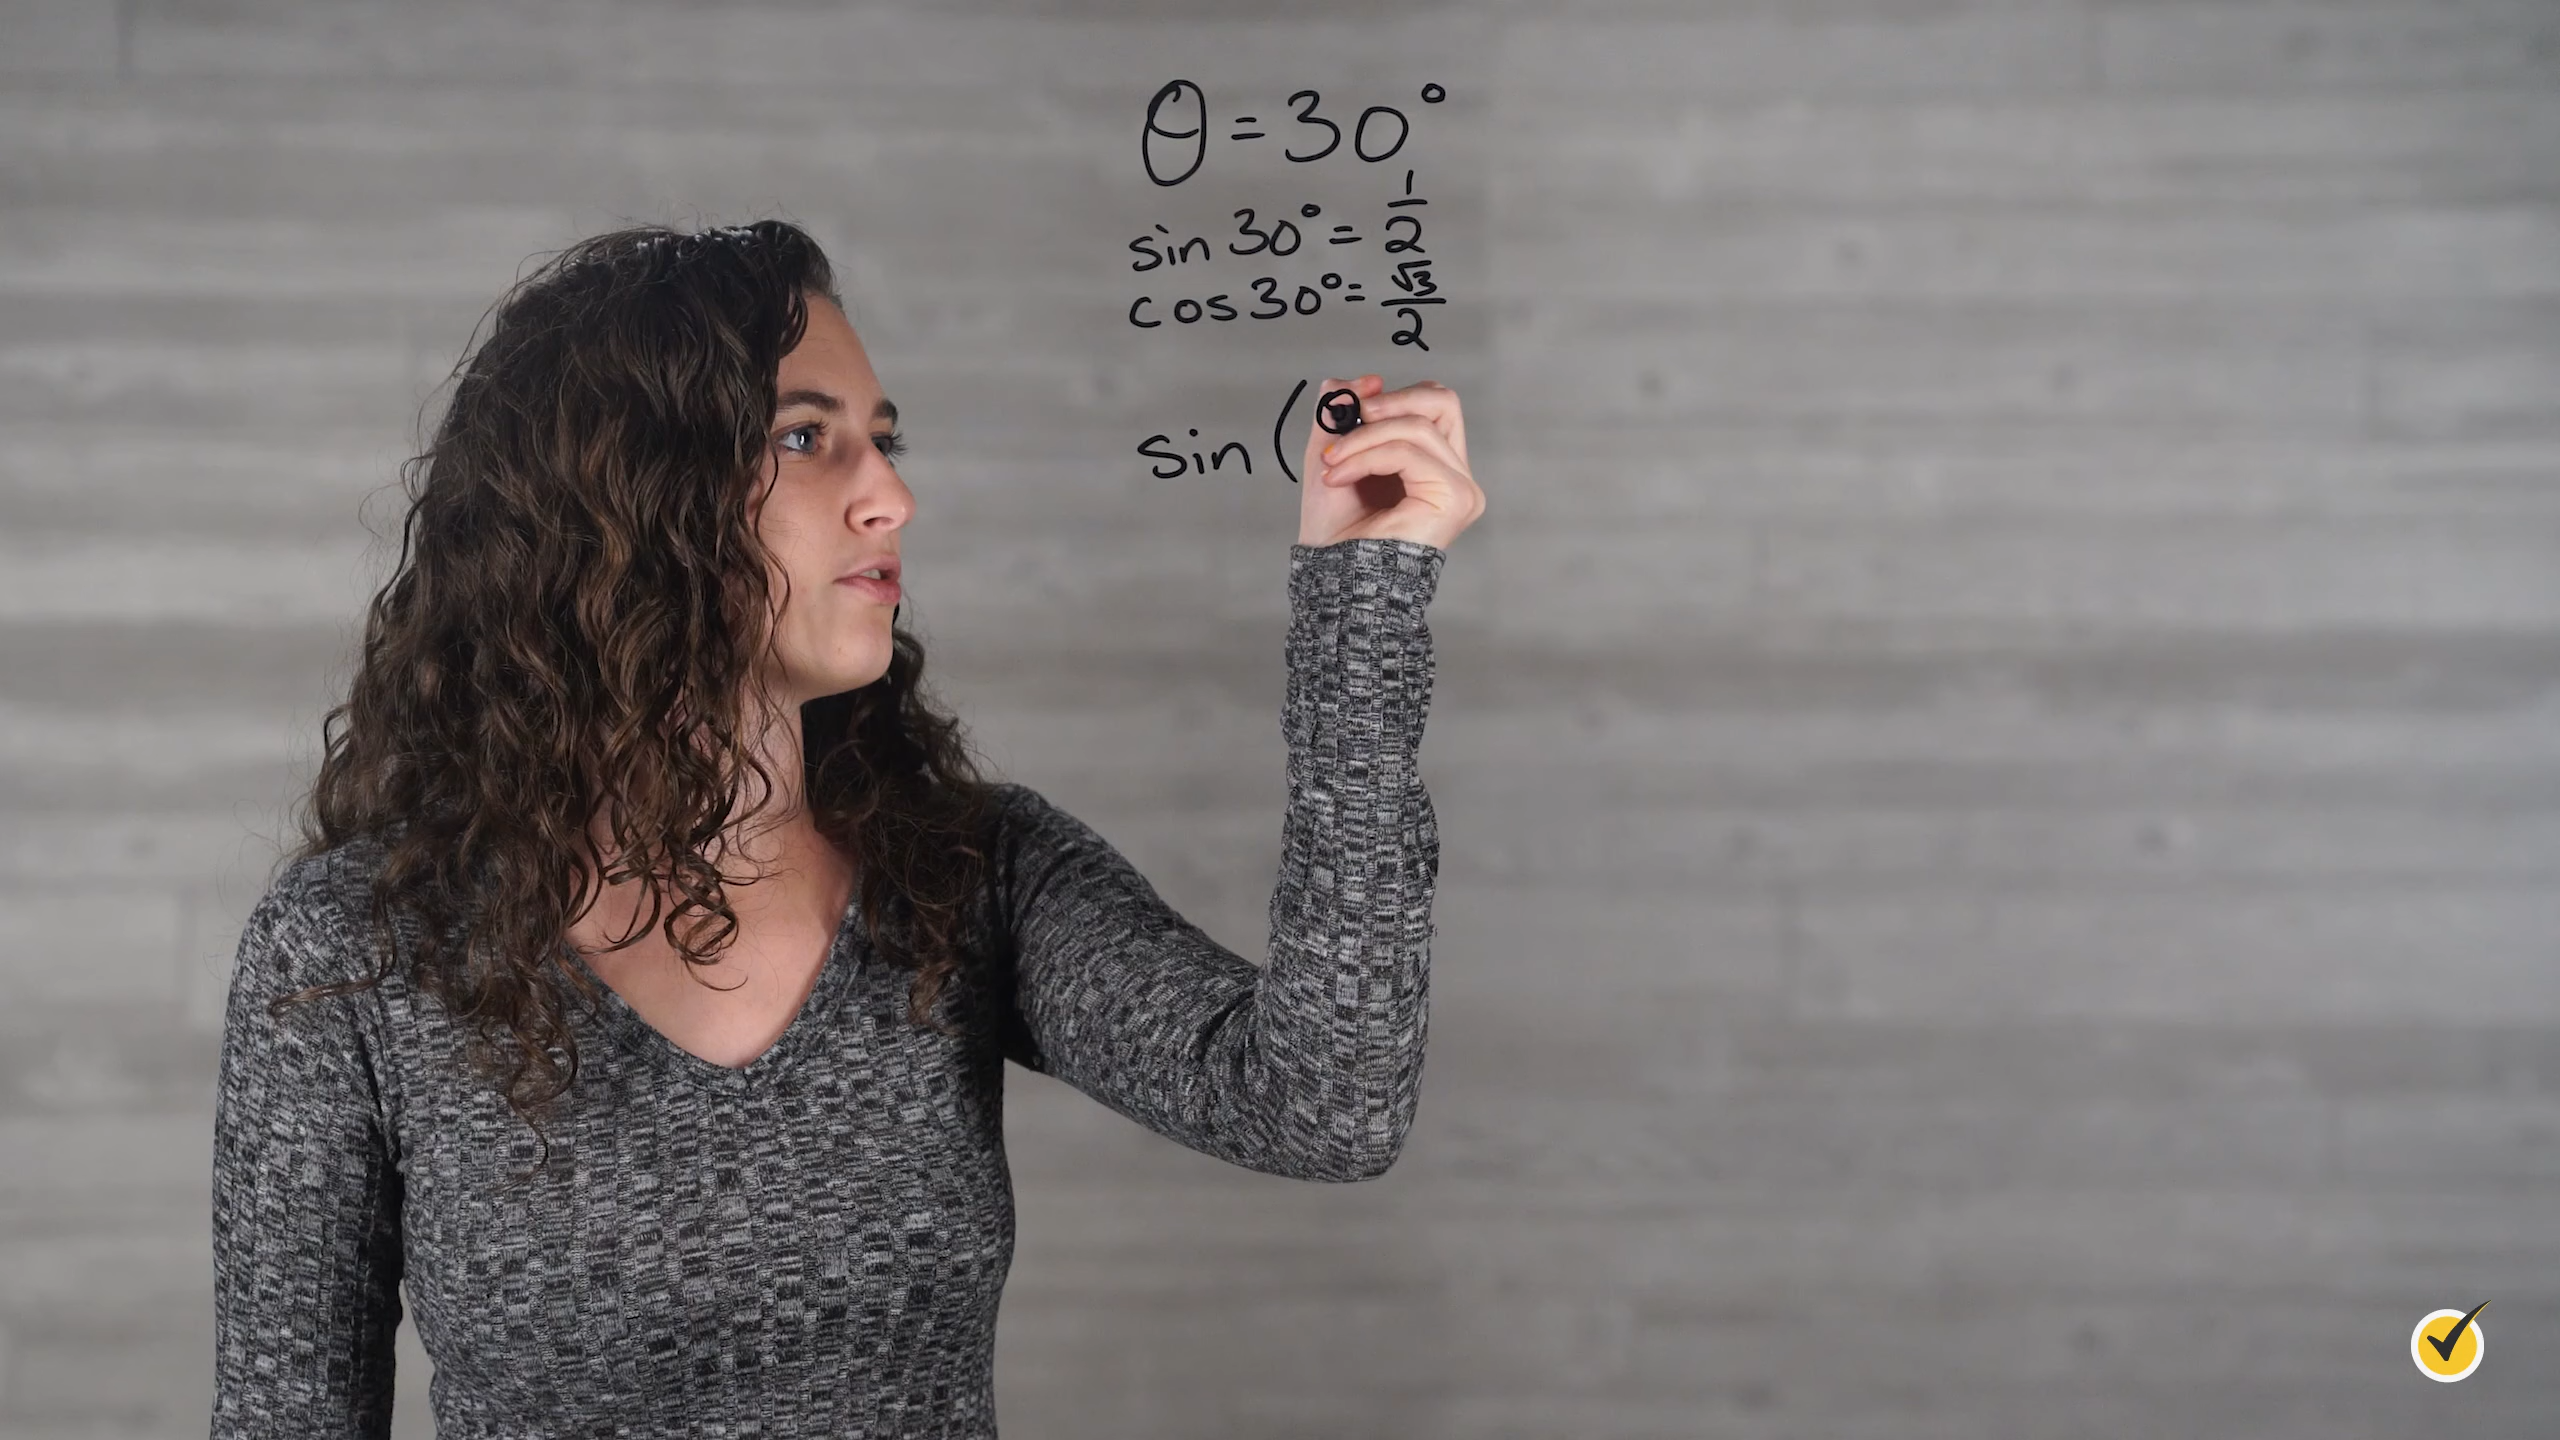 θ = 30°
sin 30° = 1/2
cos 30° = √3/2
sin (θ